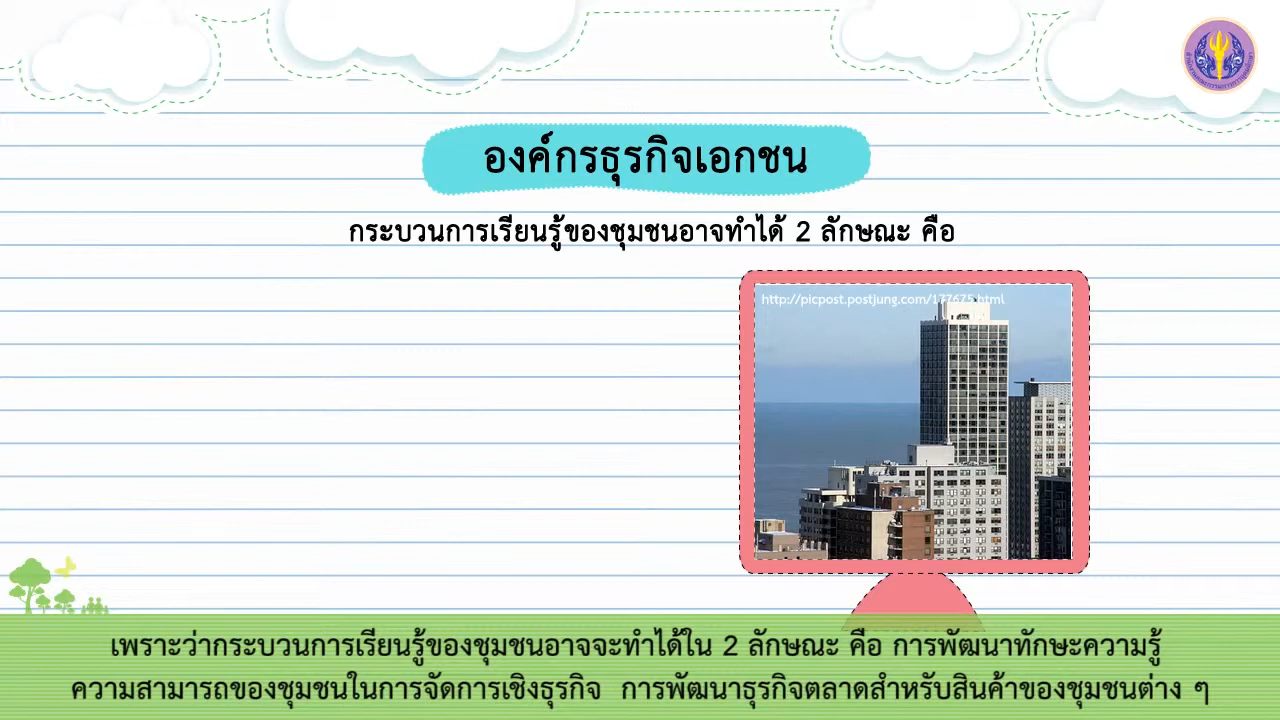 องค์กรธุรกิจเอกชน
กระบวนการเรียนรู้ของชุมชนอาจทำได้ 2 ลักษณะ คือ
http://picpost.postjung.com/177675.html
เพราะว่ากระบวนการเรียนรู้ของชุมชนอาจจะทำได้ใน 2 ลักษณะ คือ การพัฒนาทักษะความรู้
ความสามารถของชุมชนในการจัดการเชิงธุรกิจ การพัฒนาธุรกิจตลาดสำหรับสินค้าของชุมชนต่าง ๆ